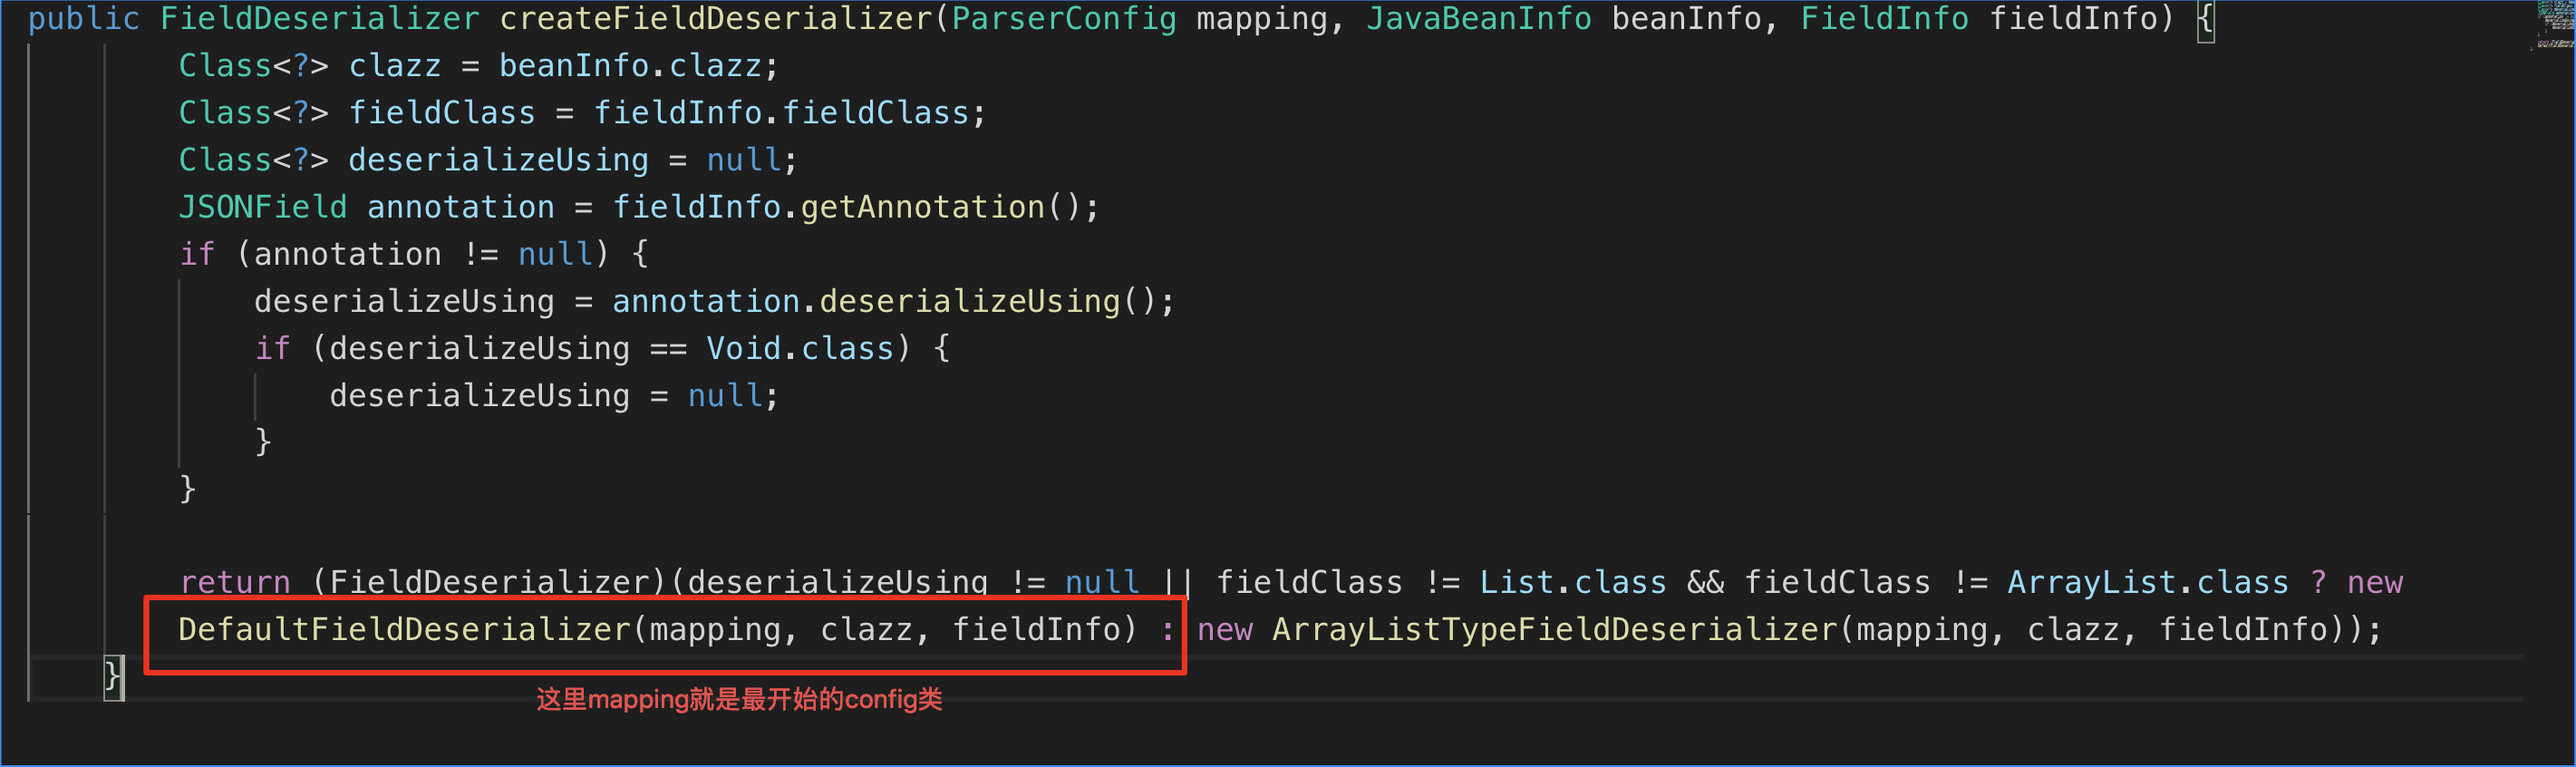 public FieldDeserializer createFieldDeserializer(ParserConfig mapping, JavaBeanInfo beanInfo, FieldInfo fieldInfo) {
Class<?> clazz = beanInfo.clazz;
Class<?> fieldClass = fieldInfo.fieldClass;
Class<?> deserializeUsing = null;
JSONField annotation = fieldInfo.getAnnotation();
if (annotation != null) {
deserializeUsing = annotation.deserializeUsing();
if (deserializeUsing == Void.class) {
deserializeUsing = null;
}
}
return (FieldDeserializer)(deserializeUsing != null || fieldClass != List.class && fieldClass != ArrayList.class ? new
DefaultFieldDeserializer(mapping, clazz, fieldInfo) : new ArrayListTypeFieldDeserializer(mapping, clazz, fieldInfo));
}
这里mapping就是最开始的config类